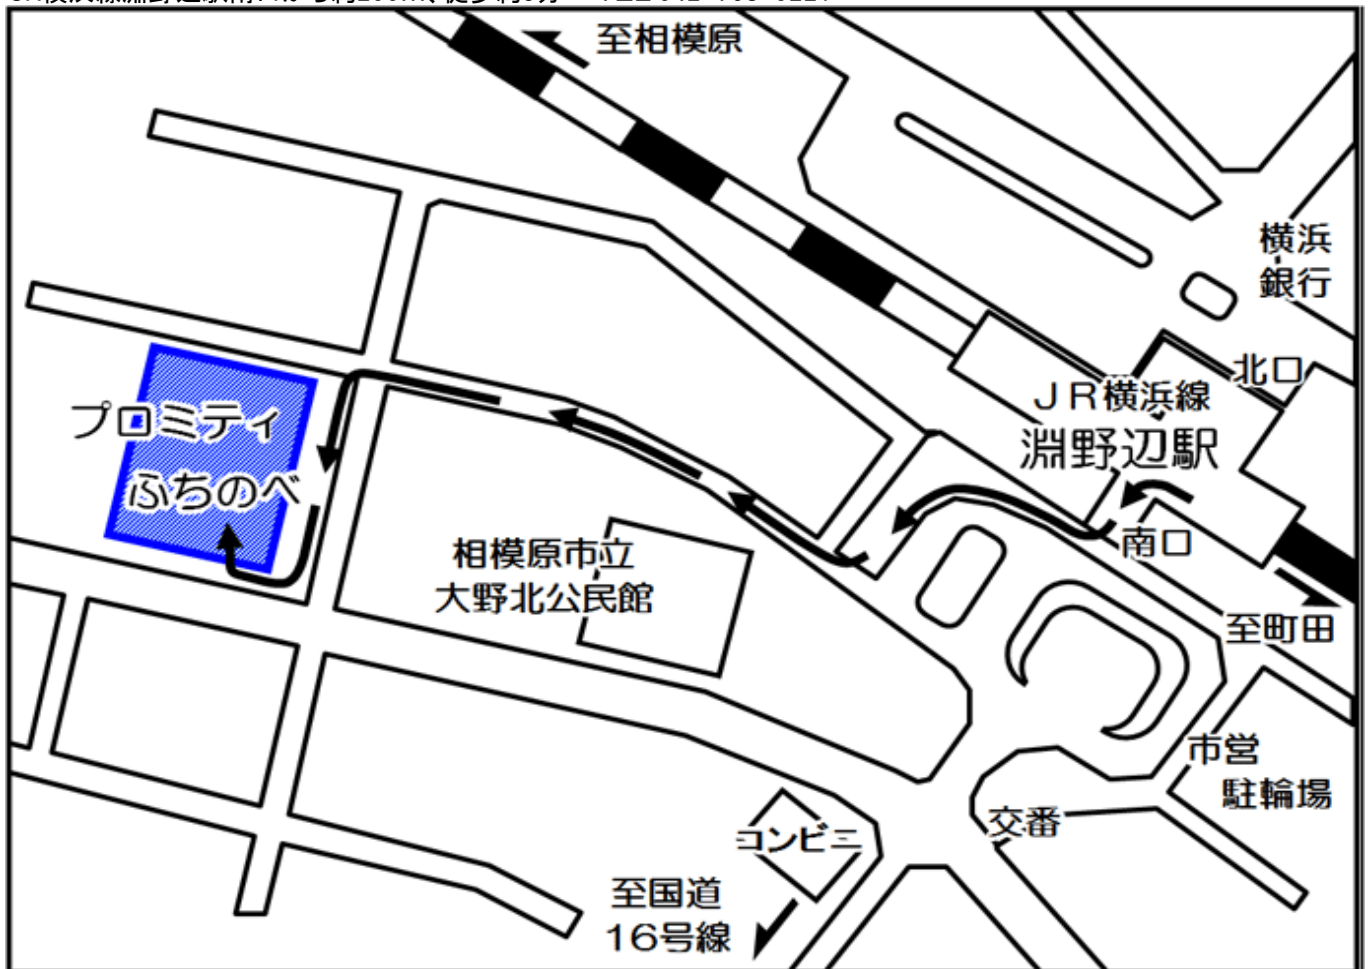 至相模原
横浜
銀行
北口
ＪＲ横浜線
淵野辺駅
南口
至町田
プロミティ
ふちのべ
相模原市立
大野北公民館
市営
駐輪場
交番
コンビニ
至国道
１６号線